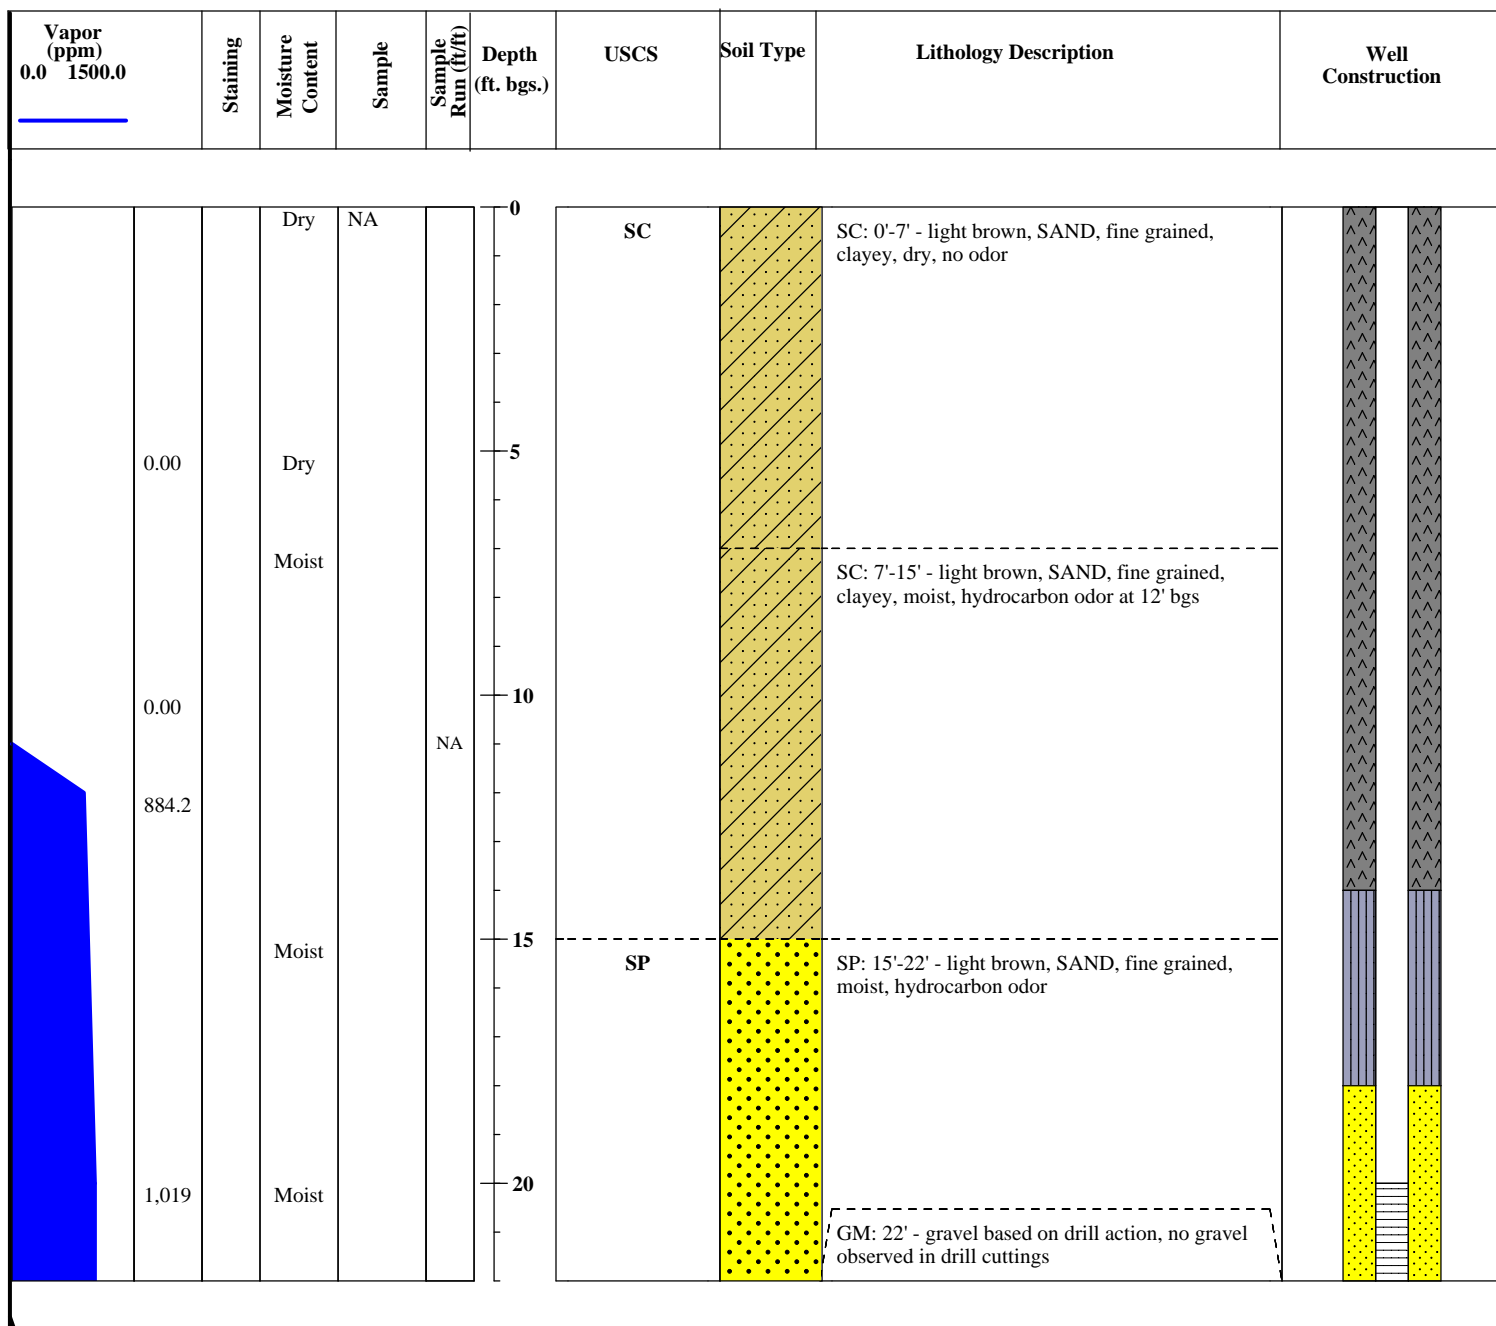 Vapor
(ppm)
0.0 1500.0
Staining
Moisture
Content
Sample
Sample
Run (ft/ft)
Depth
(ft. bgs.)
USCS
Soil Type
Lithology Description
Well
Construction
Dry NA
0
SC
SC: 0'-7' - light brown, SAND, fine grained,
clayey, dry, no odor
0.00 Dry
5
Moist
SC: 7'-15' - light brown, SAND, fine grained,
clayey, moist, hydrocarbon odor at 12' bgs
0.00
10
NA
884.2
Moist
15
SP
SP: 15'-22' - light brown, SAND, fine grained,
moist, hydrocarbon odor
1,019 Moist
20
GM: 22' - gravel based on drill action, no gravel
observed in drill cuttings